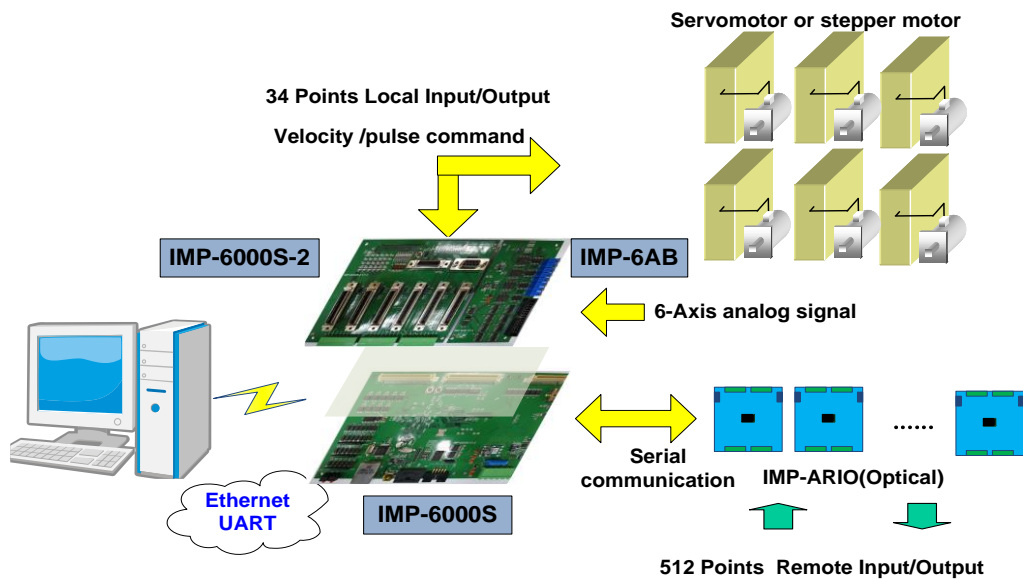 Servomotor or stepper motor
34 Points Local Input/Output
Velocity /pulse command
IMP-6000S-2
IMP-6AB
6-Axis analog signal
......
Serial
communication
IMP-ARIO(Optical)
Ethernet
UART
IMP-6000S
512 Points Remote Input/Output